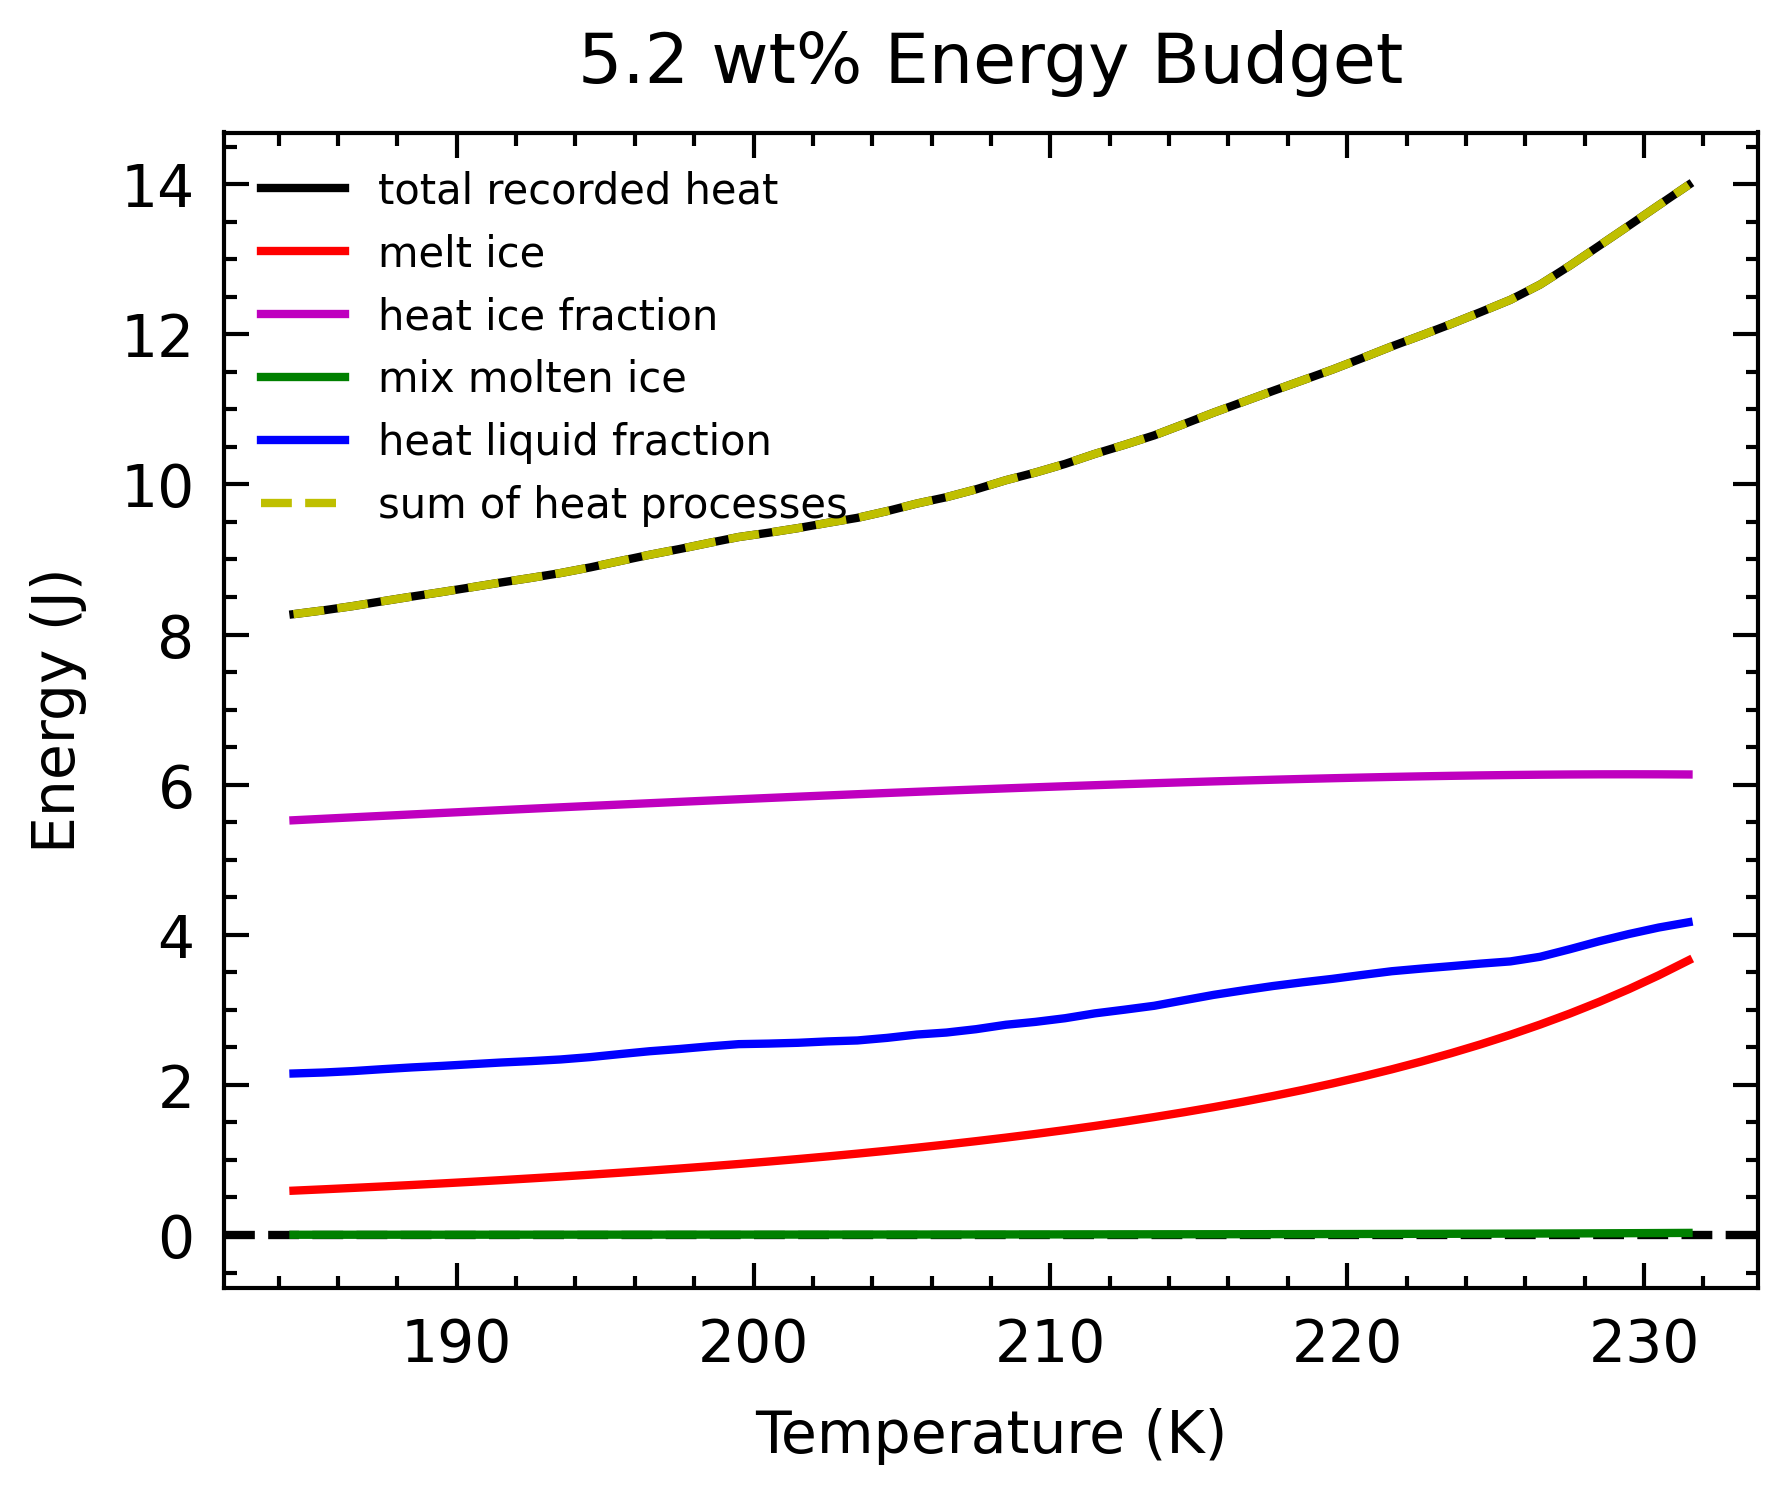 5.2 wt% Energy Budget
14
12
10
8
6
4
2
0
Energy (J)
total recorded heat
melt ice
heat ice fraction
mix molten ice
heat liquid fraction
sum of heat processes
190 200 210 220 230
Temperature (K)